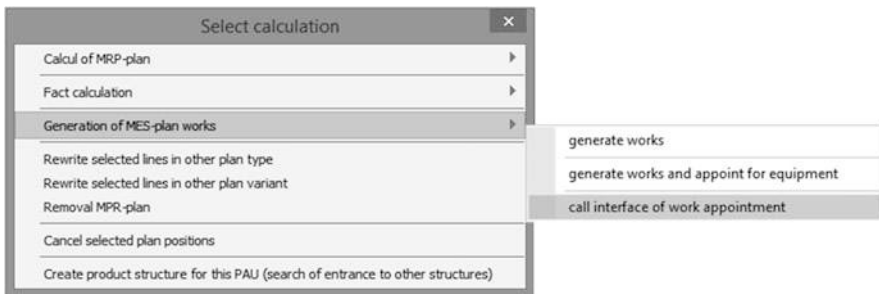 Select calculation
Calcul of MRP-plan
Fact calculation
Generation of MES-plan works
generate works
generate works and appoint for equipment
call interface of work appointment
Rewrite selected lines in other plan type
Rewrite selected lines in other plan variant
Removal MPR-plan
Cancel selected plan positions
Create product structure for this PAU (search of entrance to other structures)